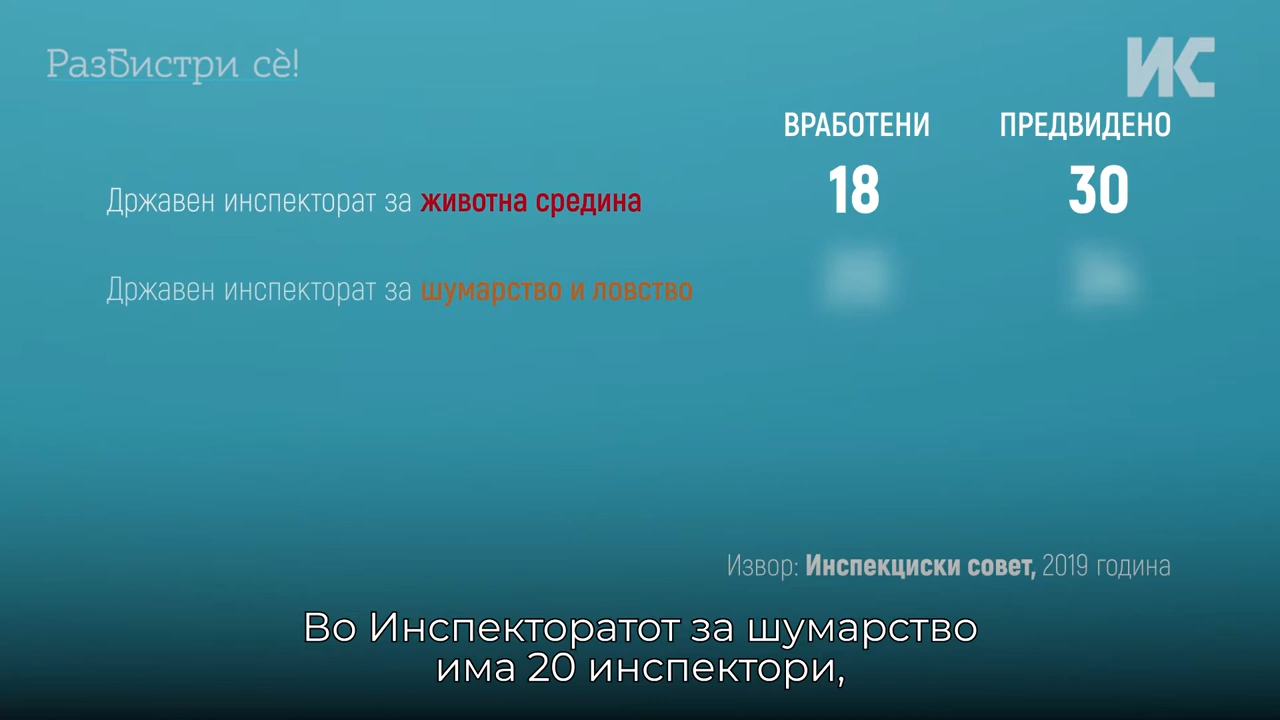 РазБистри сѐ!
ИС
ВРАБОТЕНИ ПРЕДВИДЕНО
Државен инспекторат за животна средина 18 30
Државен инспекторат за шумарство и ловство
Извор: Инспекциски совет, 2019 година
Во Инспекторатот за шумарство
има 20 инспектори,